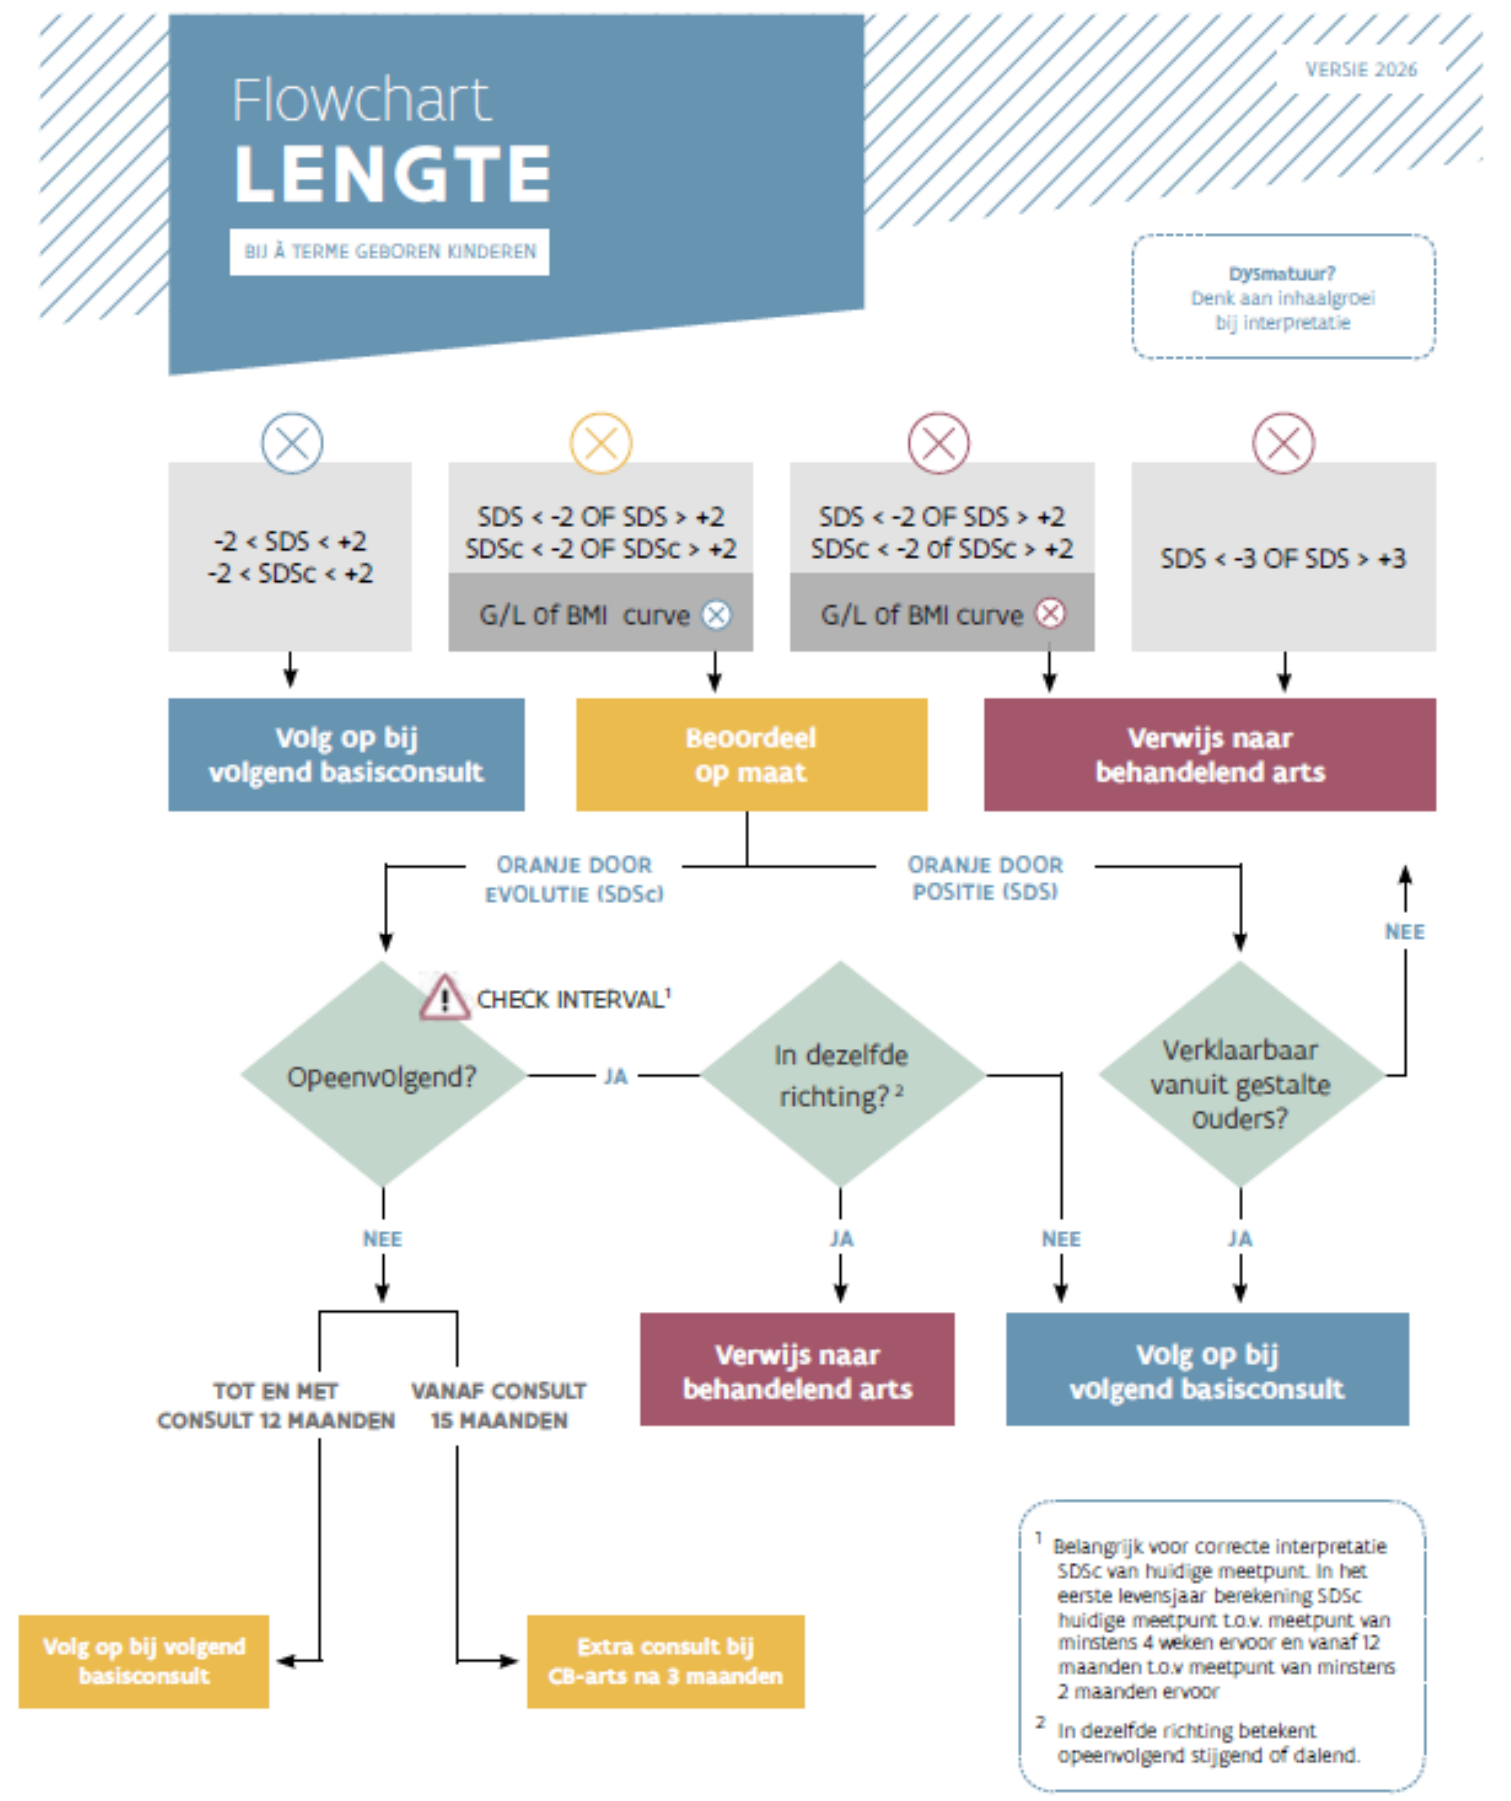 VERSIE 2026
Flowchart
LENGTE
BIJ À TERME GEBOREN KINDEREN
Dysmatuur?
Denk aan inhaalgroei
bij interpretatie
-2 < SDS < +2
-2 < SDSc < +2
SDS < -2 OF SDS > +2
SDSc < -2 OF SDSc > +2
G/L of BMI curve
SDS < -2 OF SDS > +2
SDSc < -2 of SDSc > +2
G/L of BMI curve
SDS < -3 OF SDS > +3
Volg op bij
volgend basisconsult
Beoordeel
op maat
Verwijs naar
behandelend arts
ORANJE DOOR
EVOLUTIE (SDSc)
ORANJE DOOR
POSITIE (SDS)
NEE
CHECK INTERVAL¹
Opeenvolgend?
JA
In dezelfde
richting? ²
Verklaarbaar
vanuit gestalte
ouders?
NEE
JA
NEE
JA
Verwijs naar
behandelend arts
Volg op bij
volgend basisconsult
TOT EN MET
CONSULT 12 MAANDEN
VANAF CONSULT
15 MAANDEN
Volg op bij volgend
basisconsult
Extra consult bij
CB-arts na 3 maanden
¹ Belangrijk voor correcte interpretatie
SDSc van huidige meetpunt. In het
eerste levensjaar berekening SDSc
huidige meetpunt t.o.v. meetpunt van
minstens 4 weken ervoor en vanaf 12
maanden t.o.v meetpunt van minstens
2 maanden ervoor
² In dezelfde richting betekent
opeenvolgend stijgend of dalend.